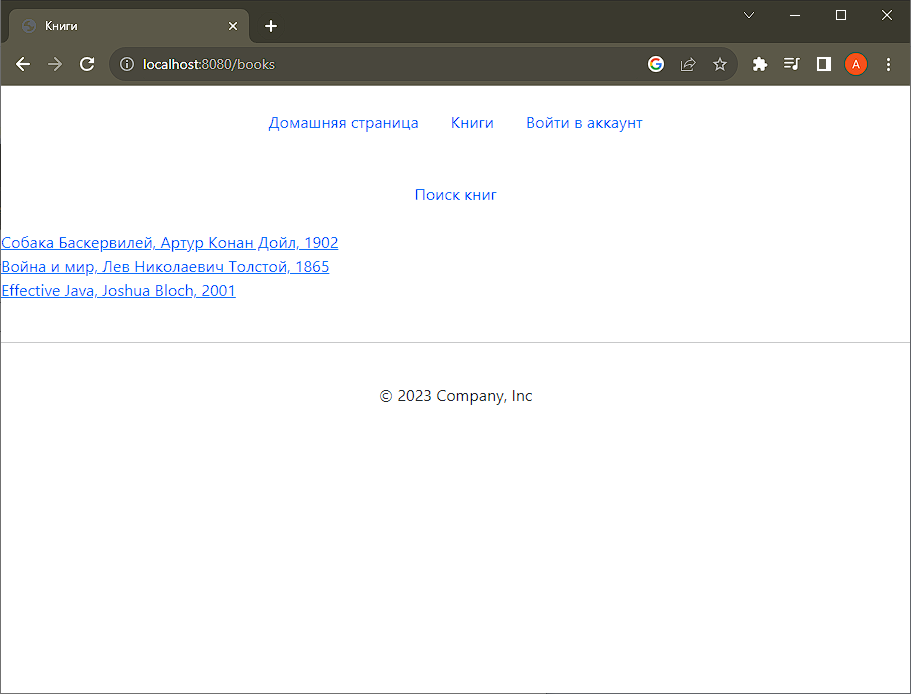 Книги
localhost:8080/books
A
Домашняя страница Книги Войти в аккаунт
Поиск книг
Собака Баскервилей, Артур Конан Дойл, 1902
Война и мир, Лев Николаевич Толстой, 1865
Effective Java, Joshua Bloch, 2001
© 2023 Company, Inc